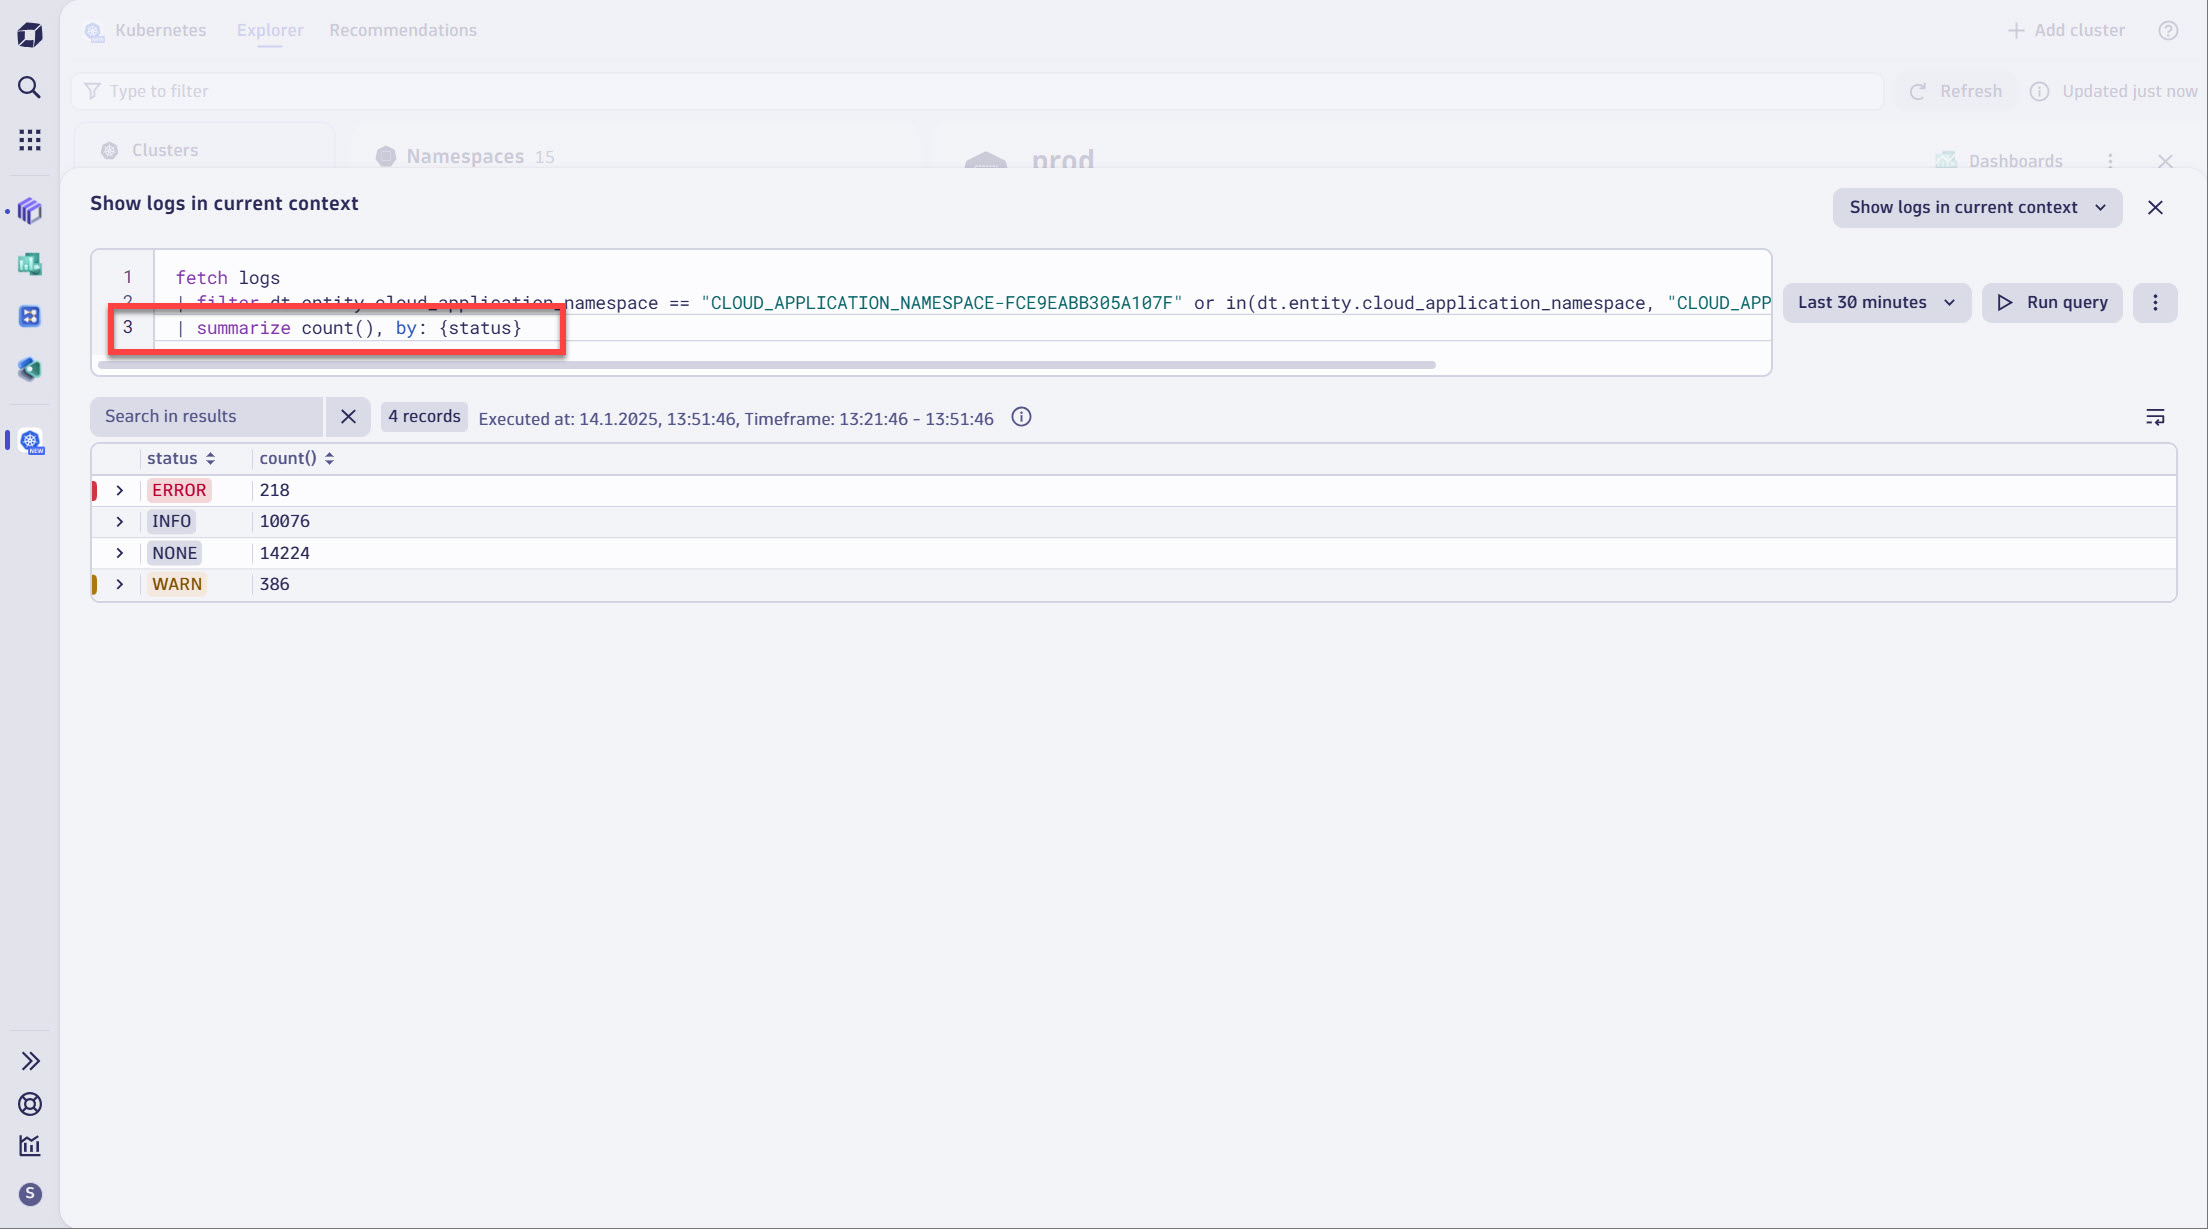 Kubernetes Explorer Recommendations Add cluster
Type to filter Refresh Updated just now
Clusters Namespaces 15 prod Dashboards
Show logs in current context Show logs in current context
1 fetch logs
2 | filter dt.entity.cloud_application_namespace == "CLOUD_APPLICATION_NAMESPACE-FCE9EABB305A107F" or in(dt.entity.cloud_application_namespace, "CLOUD_APP
3 | summarize count(), by: {status}
Last 30 minutes Run query
Search in results 4 records Executed at: 14.1.2025, 13:51:46, Timeframe: 13:21:46 - 13:51:46
status count()
ERROR 218
INFO 10076
NONE 14224
WARN 386
NEW
S